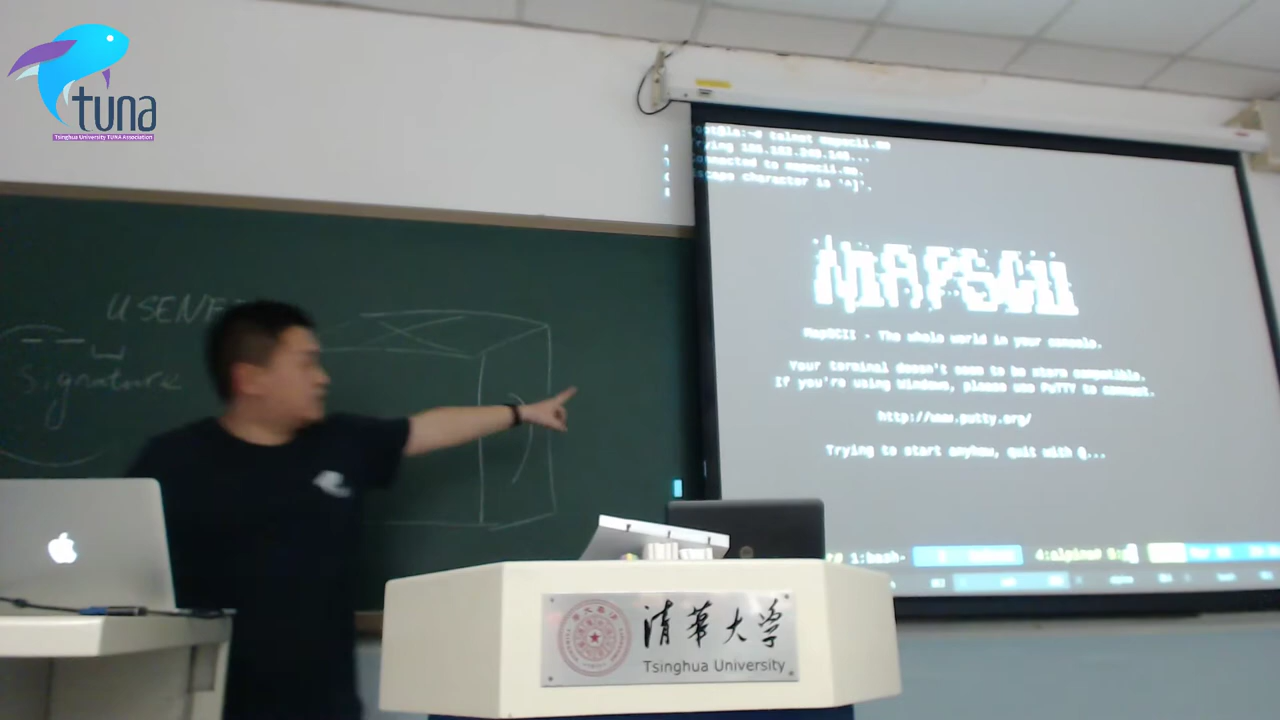 tuna
Tsinghua University TUNA Association
telnet mapscii.me
connected to mapscii.me.
escape character is '^]'.
MAPSCII
MapSCII - The whole world in your console.
Your terminal doesn't seem to be xterm compatible.
If you're using Windows, please use PuTTY to connect.
http://www.putty.org/
Trying to start anyhow, quit with Q...
1:bash-
USENE
Signature
清華大学
Tsinghua University